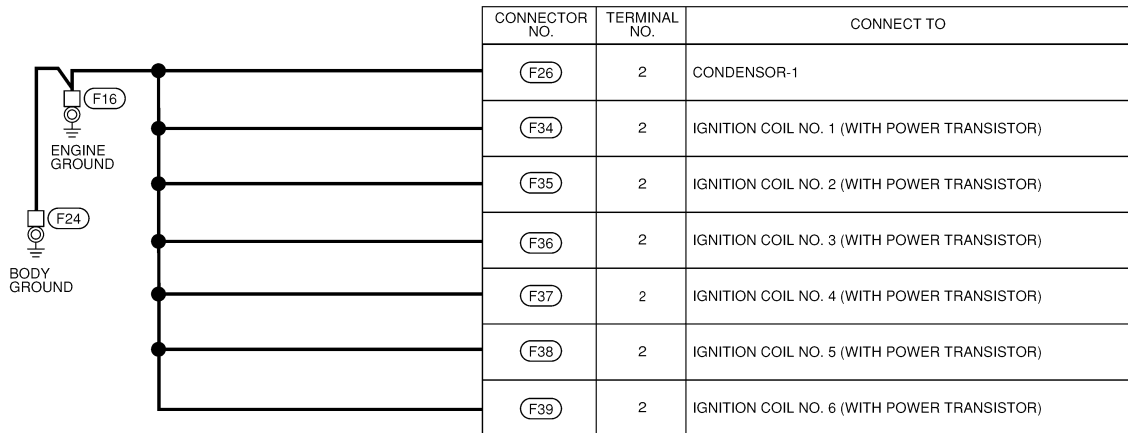 CONNECTOR NO. TERMINAL NO. CONNECT TO
F26 2 CONDENSOR-1
F16
ENGINE
GROUND
F34 2 IGNITION COIL NO. 1 (WITH POWER TRANSISTOR)
F35 2 IGNITION COIL NO. 2 (WITH POWER TRANSISTOR)
F24
BODY
GROUND
F36 2 IGNITION COIL NO. 3 (WITH POWER TRANSISTOR)
F37 2 IGNITION COIL NO. 4 (WITH POWER TRANSISTOR)
F38 2 IGNITION COIL NO. 5 (WITH POWER TRANSISTOR)
F39 2 IGNITION COIL NO. 6 (WITH POWER TRANSISTOR)